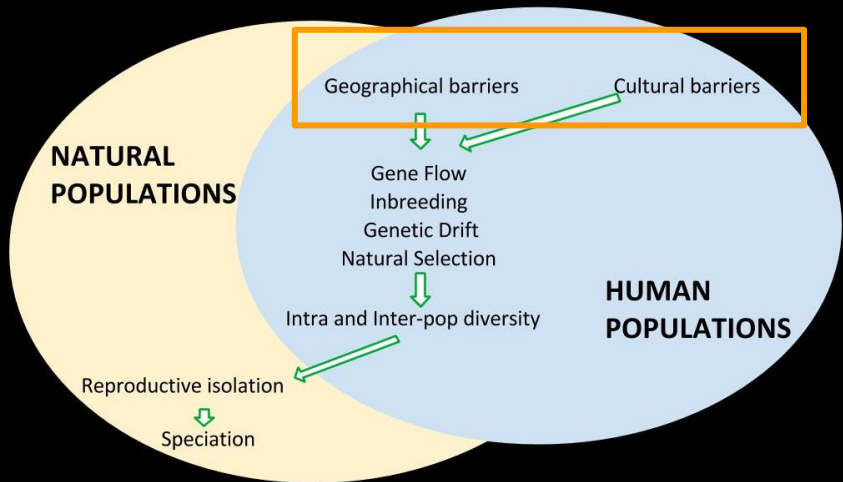 Geographical barriers
Cultural barriers
NATURAL
POPULATIONS
Gene Flow
Inbreeding
Genetic Drift
Natural Selection
Intra and Inter-pop diversity
HUMAN
POPULATIONS
Reproductive isolation
Speciation